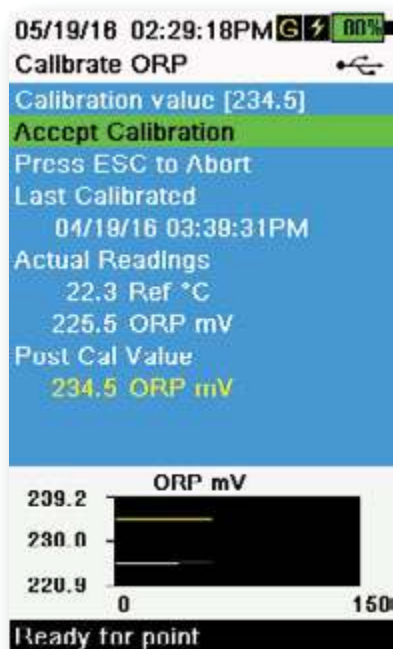 05/19/16 02:29:18PM G 80%
Calibrate ORP
Calibration value [234.5]
Accept Calibration
Press ESC to Abort
Last Calibrated
04/19/16 03:39:31PM
Actual Readings
22.3 Ref °C
225.5 ORP mV
Post Cal Value
234.5 ORP mV
ORP mV
239.2
230.0
220.9
0 150
Ready for point